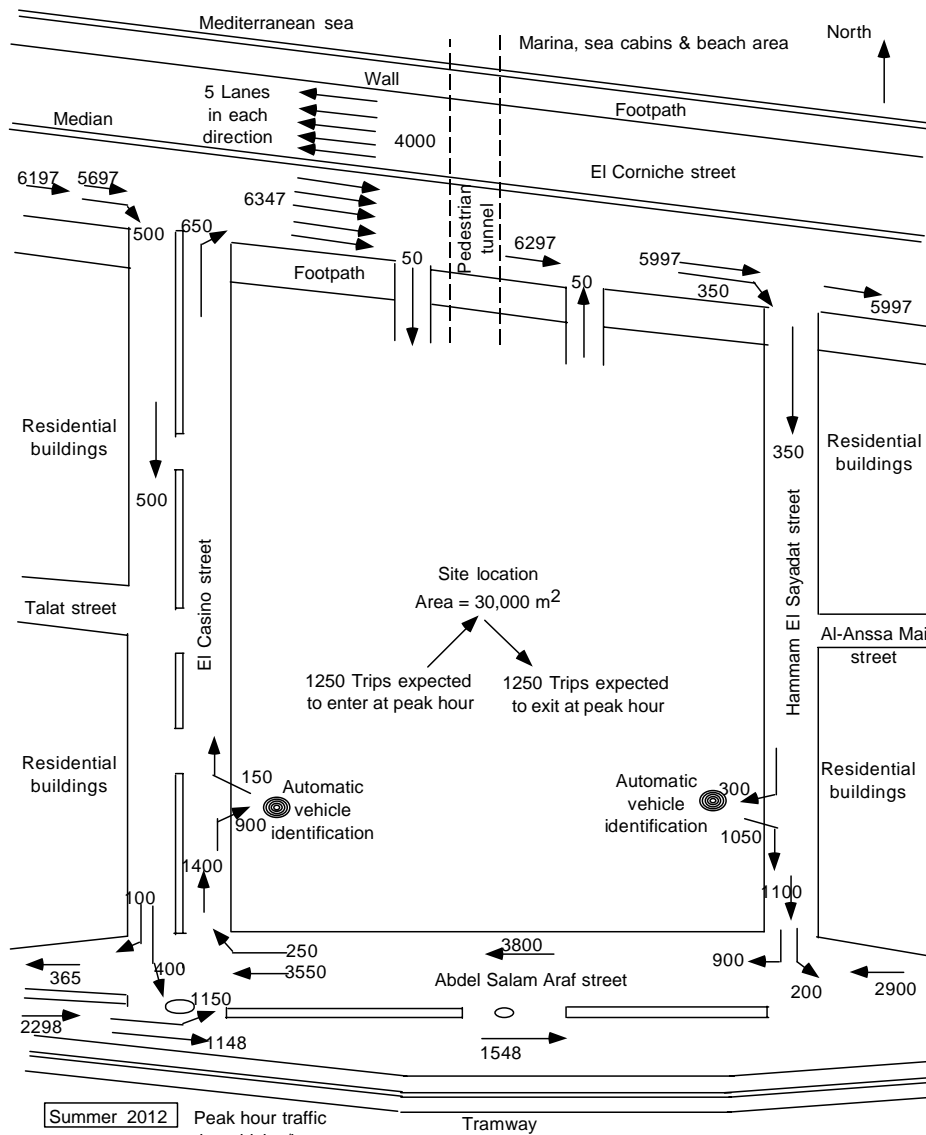 Mediterranean sea
Marina, sea cabins & beach area
North
Wall
5 Lanes
in each
direction
Footpath
Median
4000
El Corniche street
6197
5697
6347
Pedestrian
tunnel
500
650
6297
50
5997
Footpath
50
350
5997
Residential
buildings
Residential
buildings
350
500
El Casino street
Hammam El Sayadat street
Site location
Area = 30,000 m2
Talat street
Al-Anssa Mai
street
1250 Trips expected
to enter at peak hour
1250 Trips expected
to exit at peak hour
Residential
buildings
150
Automatic
vehicle
identification
900
Automatic
vehicle
identification
300
Residential
buildings
1050
1400
1100
100
250
3800
3550
900
365
400
Abdel Salam Araf street
200
2900
1150
2298
1148
1548
Summer 2012
Peak hour traffic
Tramway